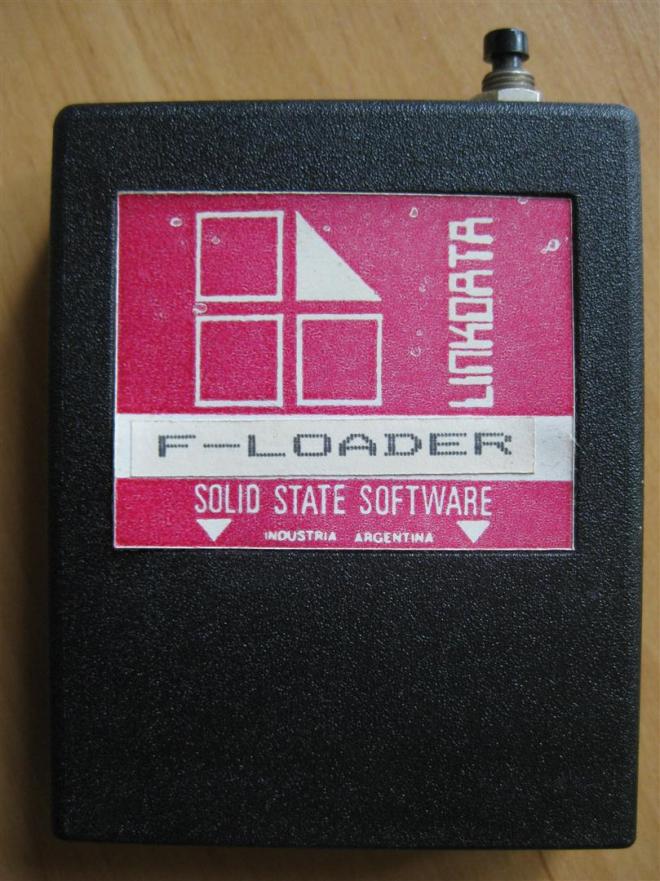 LINKDATA
F-LOADER
SOLID STATE SOFTWARE
INDUSTRIA ARGENTINA